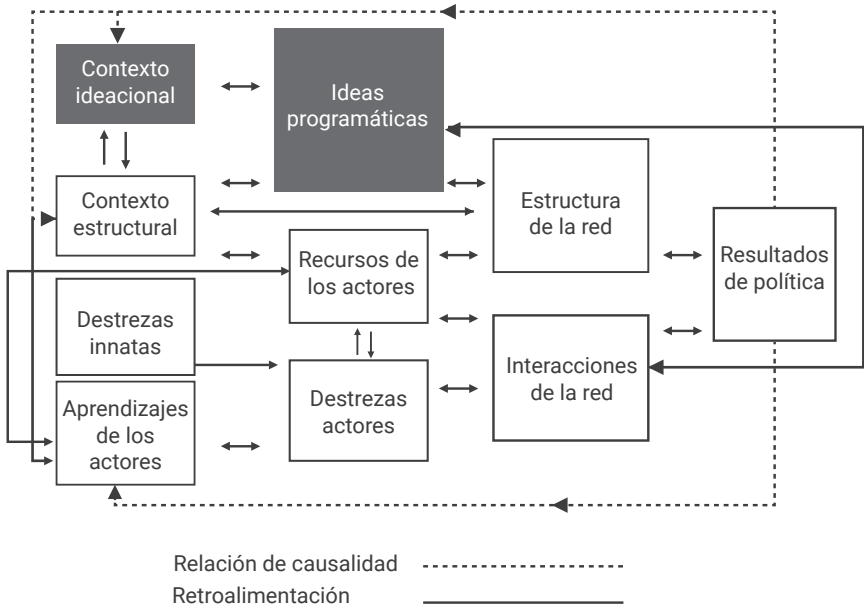 Contexto
ideacional
Ideas
programáticas
Contexto
estructural
Estructura
de la red
Recursos de
los actores
Resultados
de política
Destrezas
innatas
Interacciones
de la red
Destrezas
actores
Aprendizajes
de los
actores
Relación de causalidad
Retroalimentación